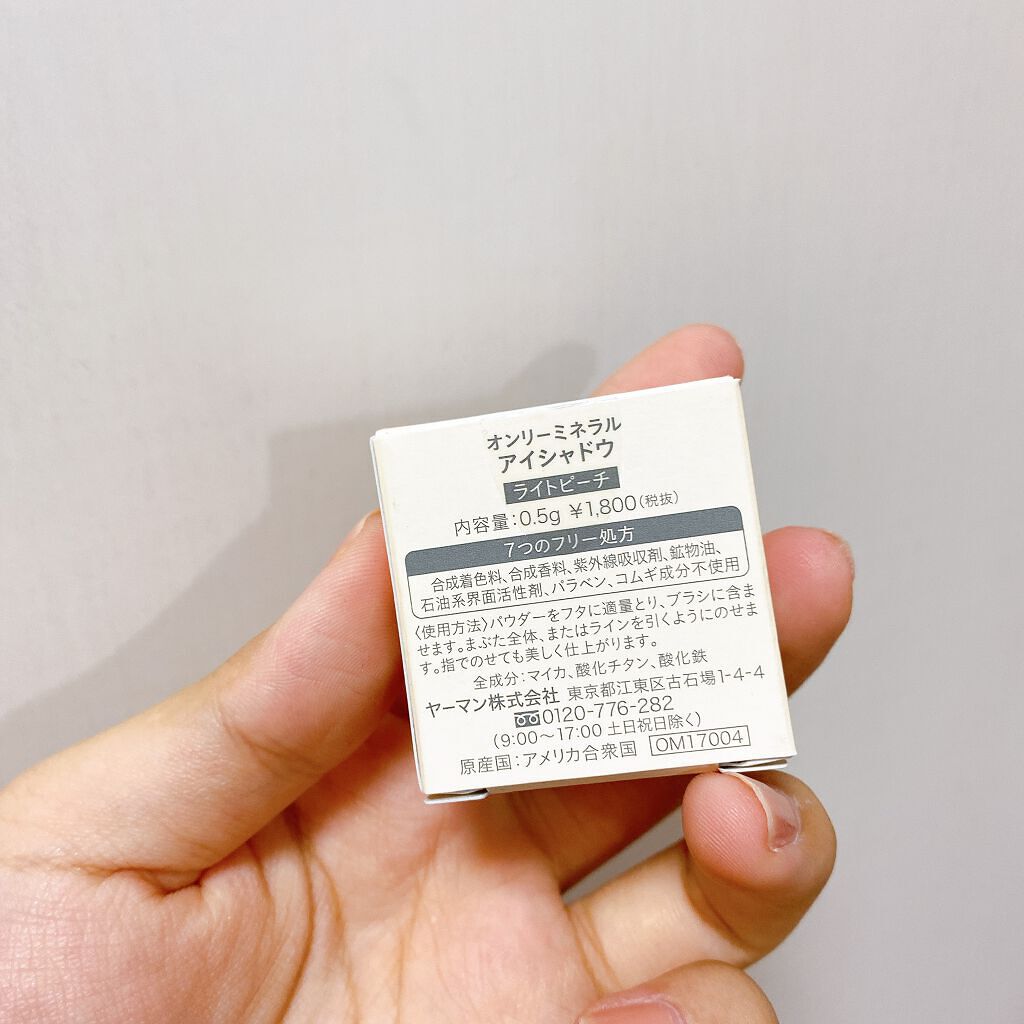 オンリーミネラル
アイシャドウ
ライトピーチ
内容量:0.5g ¥1,800(税抜)
7つのフリー処方
合成着色料、合成香料、紫外線吸収剤、鉱物油、
石油系界面活性剤、パラベン、コムギ成分不使用
〈使用方法〉パウダーをフタに適量とり、ブラシに含ま
せます。まぶた全体、またはラインを引くようにのせま
す。指でのせても美しく仕上がります。
全成分:マイカ、酸化チタン、酸化鉄
ヤーマン株式会社 東京都江東区古石場1-4-4
0120-776-282
(9:00〜17:00 土日祝日除く)
原産国:アメリカ合衆国 OM17004